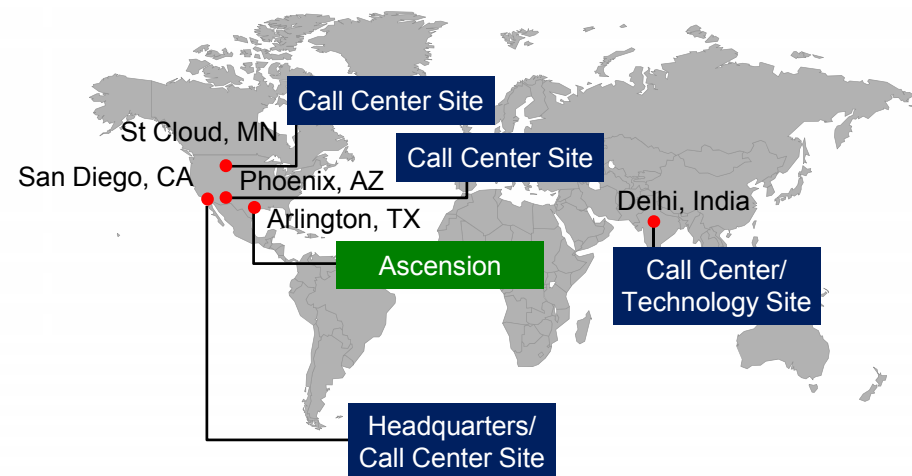 Call Center Site
St Cloud, MN
Call Center Site
San Diego, CA
Phoenix, AZ
Delhi, India
Arlington, TX
Ascension
Call Center/
Technology Site
Headquarters/
Call Center Site